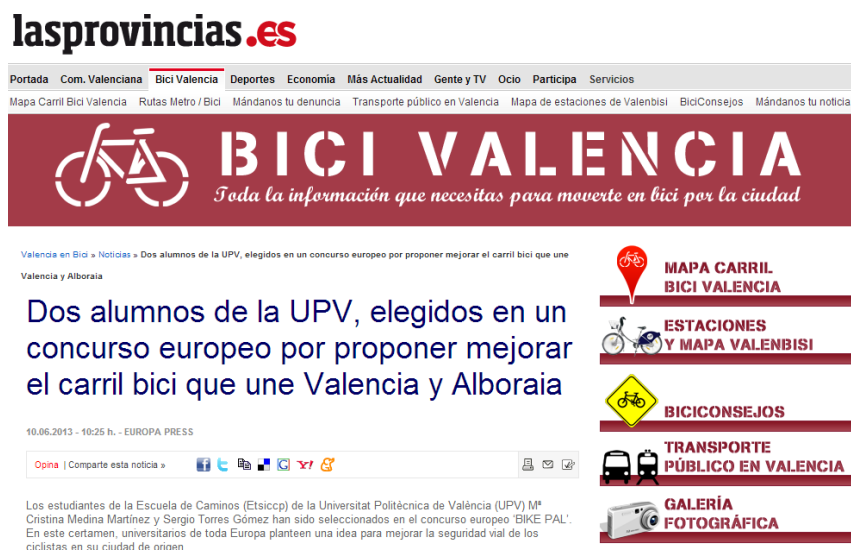 lasprovincias.es
Portada Com. Valenciana Bici Valencia Deportes Economía Más Actualidad Gente y TV Ocio Participa Servicios
Mapa Carril Bici Valencia Rutas Metro / Bici Mándanos tu denuncia Transporte público en Valencia Mapa de estaciones de Valenbisi BiciConsejos Mándanos tu noticia
BICI VALENCIA
Toda la información que necesitas para moverte en bici por la ciudad
Valencia en Bici » Noticias » Dos alumnos de la UPV, elegidos en un concurso europeo por proponer mejorar el carril bici que une
Valencia y Alboraia
Dos alumnos de la UPV, elegidos en un
concurso europeo por proponer mejorar
el carril bici que une Valencia y Alboraia
10.06.2013 - 10:25 h. - EUROPA PRESS
Opina | Comparte esta noticia »
Los estudiantes de la Escuela de Caminos (Etsiccp) de la Universitat Politècnica de València (UPV) Mª
Cristina Medina Martínez y Sergio Torres Gómez han sido seleccionados en el concurso europeo 'BIKE PAL'.
En este certamen, universitarios de toda Europa planteen una idea para mejorar la seguridad vial de los
ciclistas en su ciudad de origen
MAPA CARRIL
BICI VALENCIA
ESTACIONES
Y MAPA VALENBISI
BICICONSEJOS
TRANSPORTE
PÚBLICO EN VALENCIA
GALERÍA
FOTOGRÁFICA